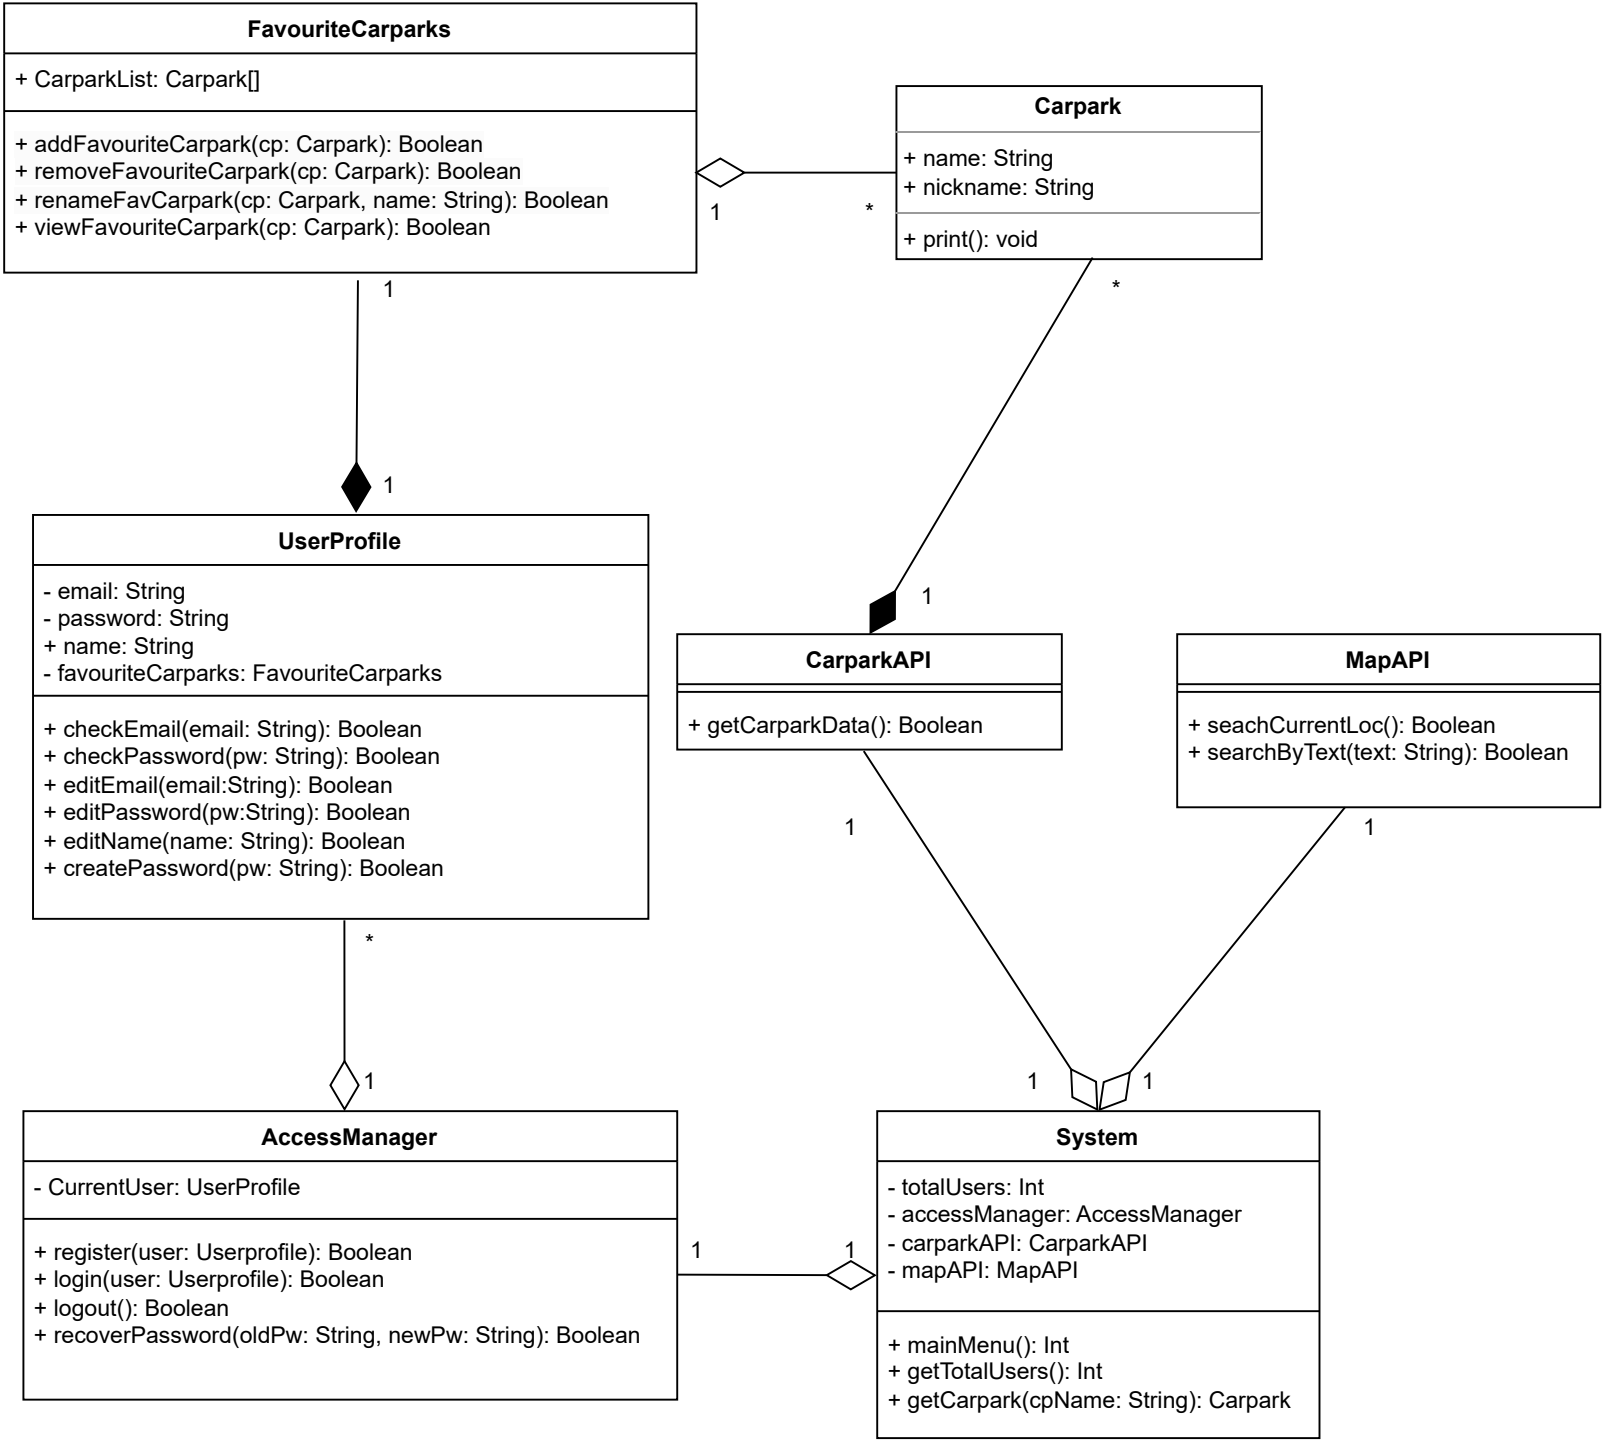 FavouriteCarparks
+ CarparkList: Carpark[]
+ addFavouriteCarpark(cp: Carpark): Boolean
+ removeFavouriteCarpark(cp: Carpark): Boolean
+ renameFavCarpark(cp: Carpark, name: String): Boolean
+ viewFavouriteCarpark(cp: Carpark): Boolean
Carpark
+ name: String
+ nickname: String
+ print(): void
1
*
1
*
1
UserProfile
- email: String
- password: String
+ name: String
- favouriteCarparks: FavouriteCarparks
+ checkEmail(email: String): Boolean
+ checkPassword(pw: String): Boolean
+ editEmail(email:String): Boolean
+ editPassword(pw:String): Boolean
+ editName(name: String): Boolean
+ createPassword(pw: String): Boolean
1
CarparkAPI
+ getCarparkData(): Boolean
MapAPI
+ seachCurrentLoc(): Boolean
+ searchByText(text: String): Boolean
1
1
*
1
1
1
AccessManager
- CurrentUser: UserProfile
+ register(user: Userprofile): Boolean
+ login(user: Userprofile): Boolean
+ logout(): Boolean
+ recoverPassword(oldPw: String, newPw: String): Boolean
1
1
System
- totalUsers: Int
- accessManager: AccessManager
- carparkAPI: CarparkAPI
- mapAPI: MapAPI
+ mainMenu(): Int
+ getTotalUsers(): Int
+ getCarpark(cpName: String): Carpark